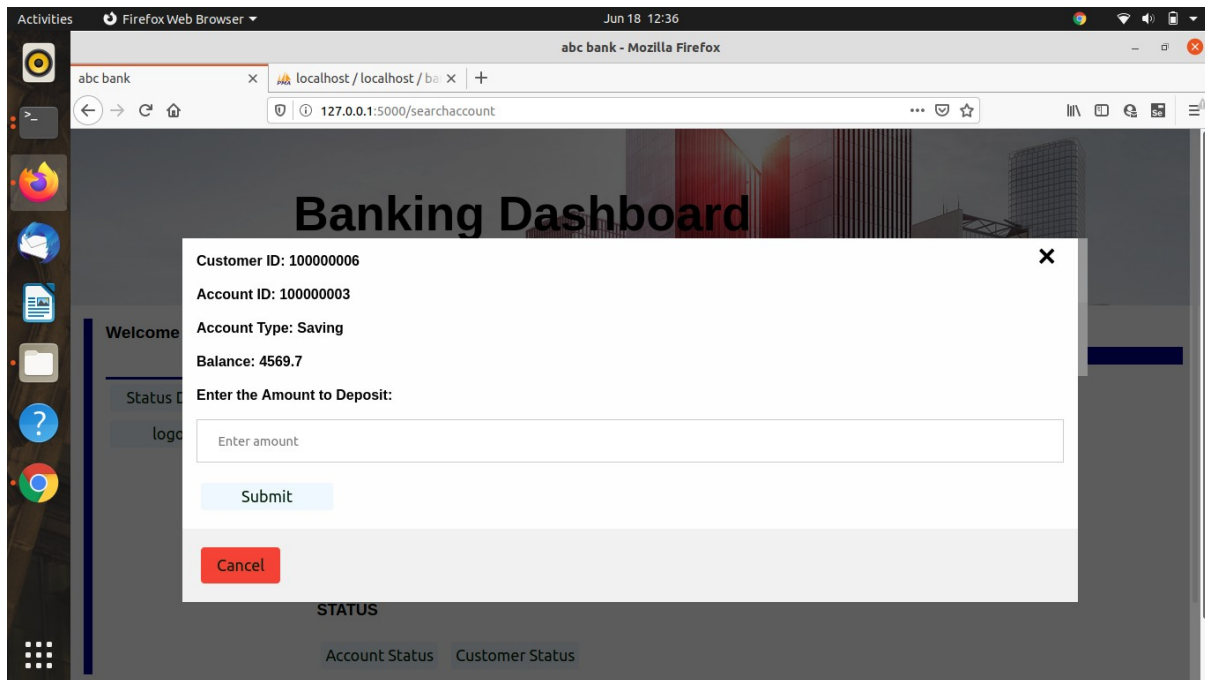 Activities Firefox Web Browser Jun 18 12:36
abc bank - Mozilla Firefox
abc bank localhost / localhost / ba
127.0.0.1:5000/searchaccount
Banking Dashboard
Customer ID: 100000006
Account ID: 100000003
Welcome
Account Type: Saving
Balance: 4569.7
Status D
Enter the Amount to Deposit:
logo
Enter amount
Submit
Cancel
STATUS
Account Status Customer Status